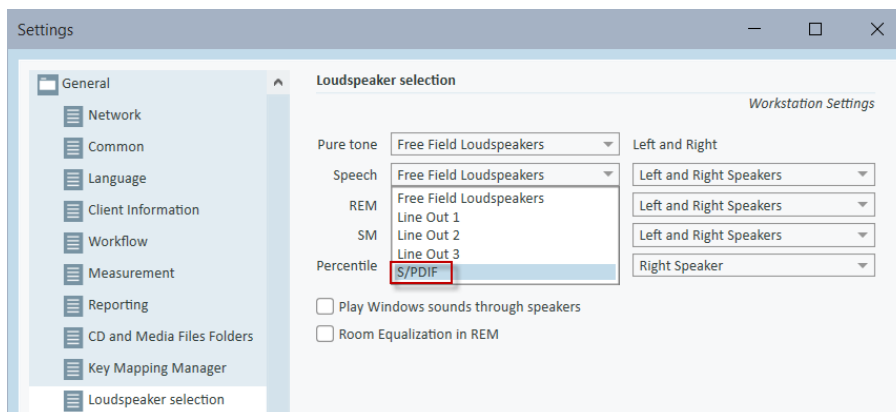 Settings
General
Network
Common
Language
Client Information
Workflow
Measurement
Reporting
CD and Media Files Folders
Key Mapping Manager
Loudspeaker selection
Loudspeaker selection
Workstation Settings
Pure tone Free Field Loudspeakers Left and Right
Speech Free Field Loudspeakers Left and Right Speakers
Free Field Loudspeakers
Line Out 1
Line Out 2
Line Out 3
S/PDIF
REM Left and Right Speakers
SM Left and Right Speakers
Percentile Right Speaker
Play Windows sounds through speakers
Room Equalization in REM